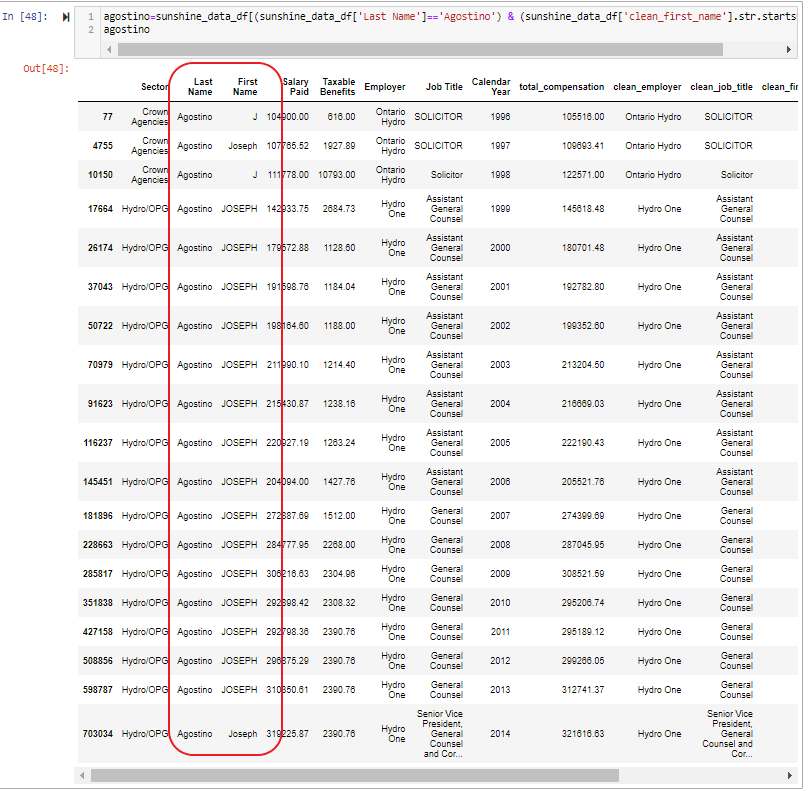 In [48]:
1 agostino=sunshine_data_df[(sunshine_data_df['Last Name']=='Agostino') & (sunshine_data_df['clean_first_name'].str.starts
2 agostino
Out[48]:
Sector Last Name First Name Salary Paid Taxable Benefits Employer Job Title Calendar Year total_compensation clean_employer clean_job_title clean_fir
77 Crown Agencies Agostino J 104900.00 616.00 Ontario Hydro SOLICITOR 1996 105516.00 Ontario Hydro SOLICITOR
4755 Crown Agencies Agostino Joseph 107765.52 1927.89 Ontario Hydro SOLICITOR 1997 109693.41 Ontario Hydro SOLICITOR
10150 Crown Agencies Agostino J 111778.00 10793.00 Ontario Hydro Solicitor 1998 122571.00 Ontario Hydro Solicitor
17664 Hydro/OPG Agostino JOSEPH 142933.75 2684.73 Hydro One Assistant General Counsel 1999 145618.48 Hydro One Assistant General Counsel
26174 Hydro/OPG Agostino JOSEPH 179572.88 1128.60 Hydro One Assistant General Counsel 2000 180701.48 Hydro One Assistant General Counsel
37043 Hydro/OPG Agostino JOSEPH 191598.76 1184.04 Hydro One Assistant General Counsel 2001 192782.80 Hydro One Assistant General Counsel
50722 Hydro/OPG Agostino JOSEPH 198164.60 1188.00 Hydro One Assistant General Counsel 2002 199352.60 Hydro One Assistant General Counsel
70979 Hydro/OPG Agostino JOSEPH 211990.10 1214.40 Hydro One Assistant General Counsel 2003 213204.50 Hydro One Assistant General Counsel
91623 Hydro/OPG Agostino JOSEPH 215430.87 1238.16 Hydro One Assistant General Counsel 2004 216669.03 Hydro One Assistant General Counsel
116237 Hydro/OPG Agostino JOSEPH 220927.19 1263.24 Hydro One Assistant General Counsel 2005 222190.43 Hydro One Assistant General Counsel
145451 Hydro/OPG Agostino JOSEPH 204094.00 1427.76 Hydro One Assistant General Counsel 2006 205521.76 Hydro One Assistant General Counsel
181896 Hydro/OPG Agostino JOSEPH 272887.69 1512.00 Hydro One General Counsel 2007 274399.69 Hydro One General Counsel
228663 Hydro/OPG Agostino JOSEPH 284777.95 2268.00 Hydro One General Counsel 2008 287045.95 Hydro One General Counsel
285817 Hydro/OPG Agostino JOSEPH 306216.63 2304.96 Hydro One General Counsel 2009 308521.59 Hydro One General Counsel
351838 Hydro/OPG Agostino JOSEPH 292898.42 2308.32 Hydro One General Counsel 2010 295206.74 Hydro One General Counsel
427158 Hydro/OPG Agostino JOSEPH 292798.36 2390.76 Hydro One General Counsel 2011 295189.12 Hydro One General Counsel
508856 Hydro/OPG Agostino JOSEPH 296875.29 2390.76 Hydro One General Counsel 2012 299266.05 Hydro One General Counsel
598787 Hydro/OPG Agostino JOSEPH 310350.61 2390.76 Hydro One General Counsel 2013 312741.37 Hydro One General Counsel
703034 Hydro/OPG Agostino Joseph 319225.87 2390.76 Hydro One Senior Vice President, General Counsel and Cor... 2014 321616.63 Hydro One Senior Vice President, General Counsel and Cor...